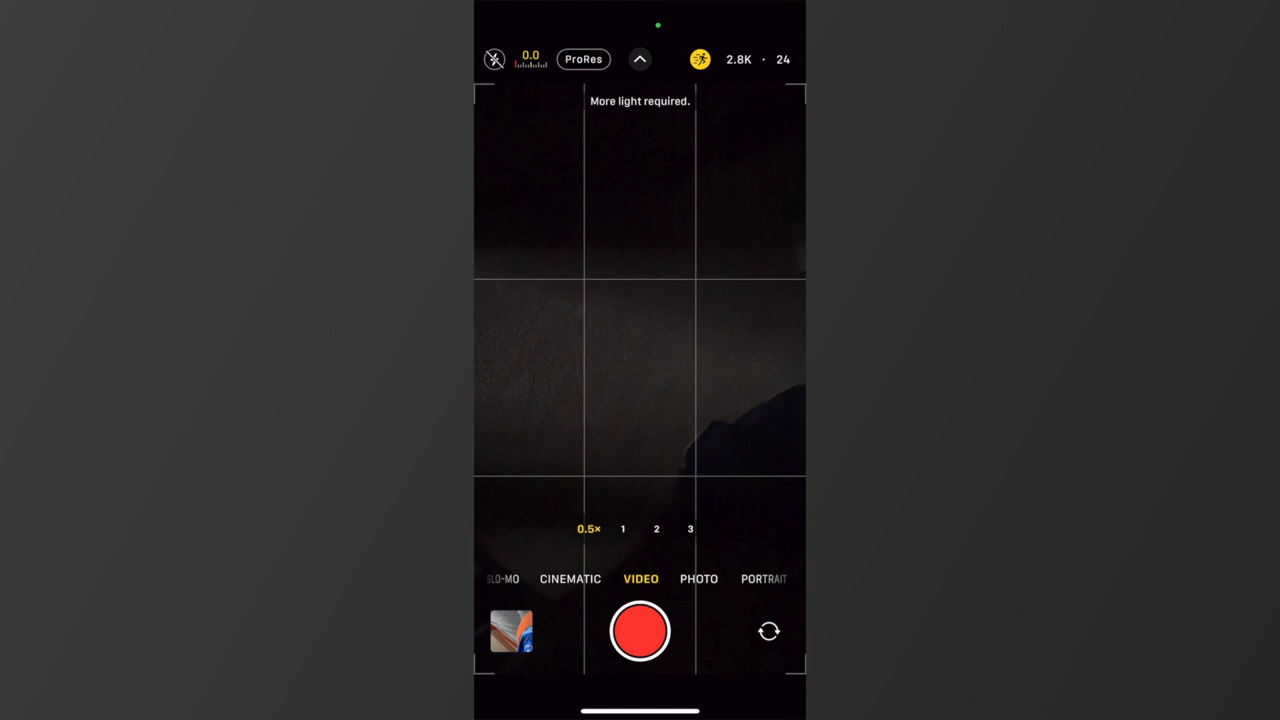 0.0 ProRes 2.8K · 24
More light required.
0.5× 1 2 3
SLO-MO CINEMATIC VIDEO PHOTO PORTRAIT